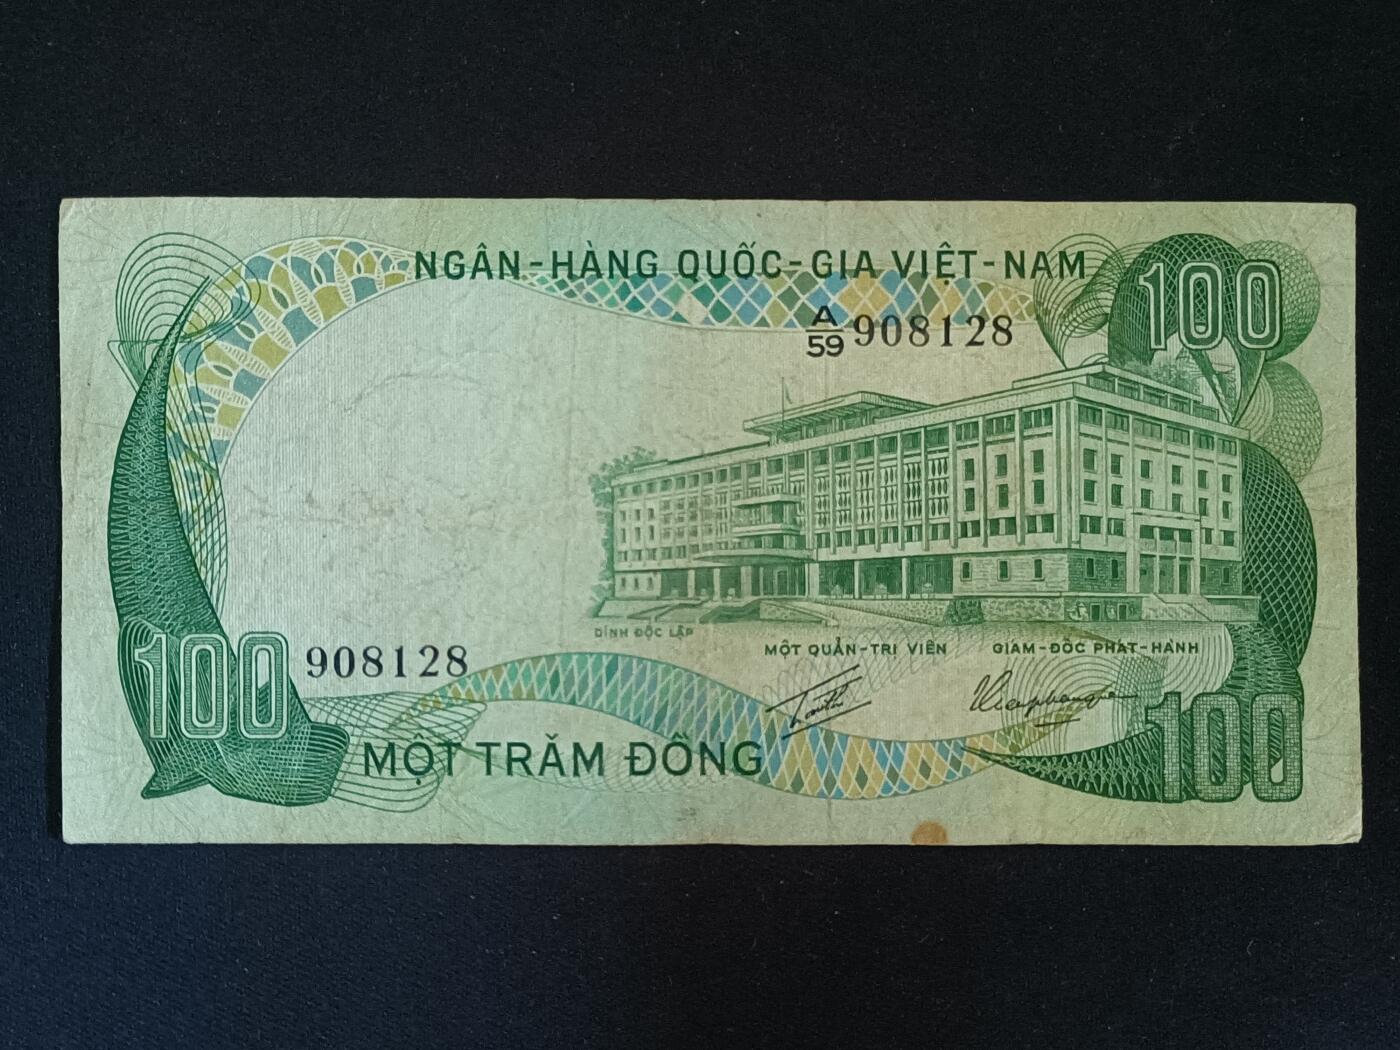 NGÂN-HÀNG QUỐC-GIA VIỆT-NAM
100
A
59
908128
DINH ĐỘC LẬP
MỘT QUẢN-TRỊ VIÊN
GIÁM-ĐỐC PHÁT-HÀNH
100
908128
MỘT TRĂM ĐỒNG
100